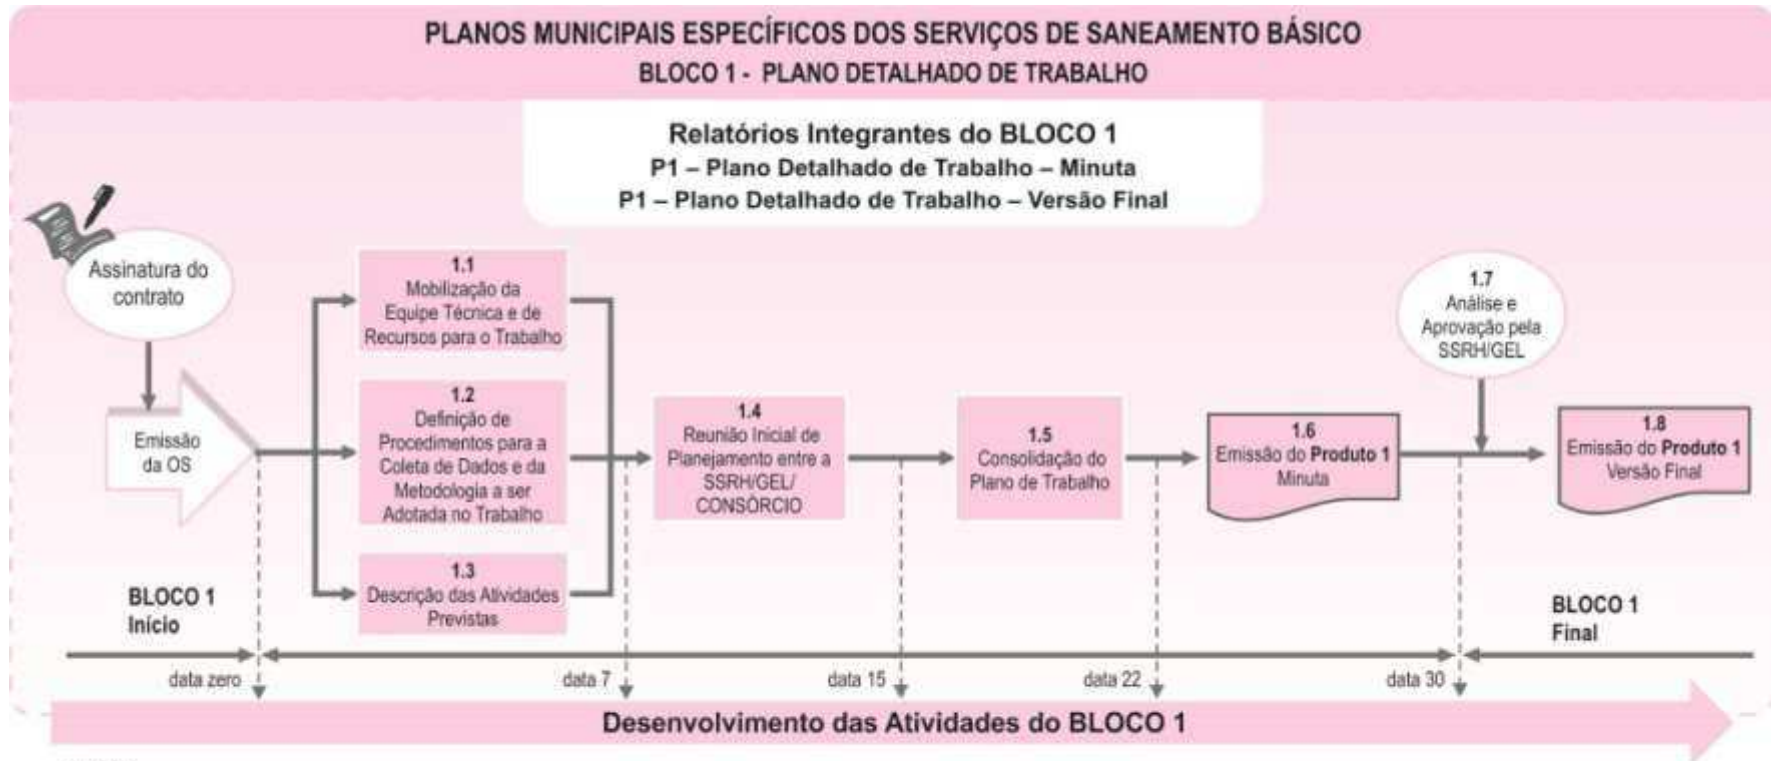 PLANOS MUNICIPAIS ESPECÍFICOS DOS SERVIÇOS DE SANEAMENTO BÁSICO
BLOCO 1 - PLANO DETALHADO DE TRABALHO
Relatórios Integrantes do BLOCO 1
P1 – Plano Detalhado de Trabalho – Minuta
P1 – Plano Detalhado de Trabalho – Versão Final
Assinatura do
contrato
Emissão
da OS
1.1
Mobilização da
Equipe Técnica e de
Recursos para o Trabalho
1.2
Definição de
Procedimentos para a
Coleta de Dados e da
Metodologia a ser
Adotada no Trabalho
1.3
Descrição das Atividades
Previstas
1.4
Reunião Inicial de
Planejamento entre a
SSRH/GEL/
CONSÓRCIO
1.5
Consolidação do
Plano de Trabalho
1.6
Emissão do Produto 1
Minuta
1.7
Análise e
Aprovação pela
SSRH/GEL
1.8
Emissão do Produto 1
Versão Final
BLOCO 1
Início
BLOCO 1
Final
data zero
data 7
data 15
data 22
data 30
Desenvolvimento das Atividades do BLOCO 1